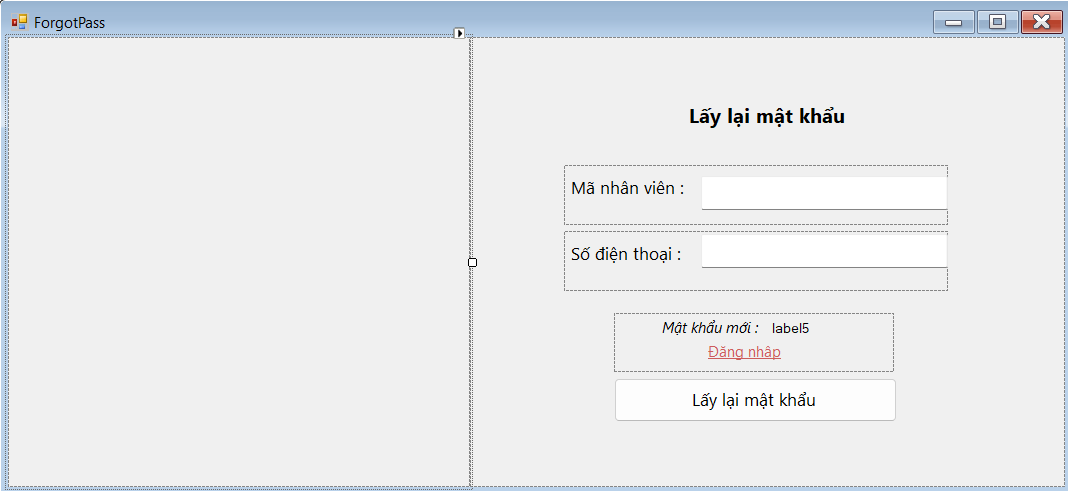 ForgotPass
Lấy lại mật khẩu
Mã nhân viên :
Số điện thoại :
Mật khẩu mới : label5
Đăng nhâp
Lấy lại mật khẩu